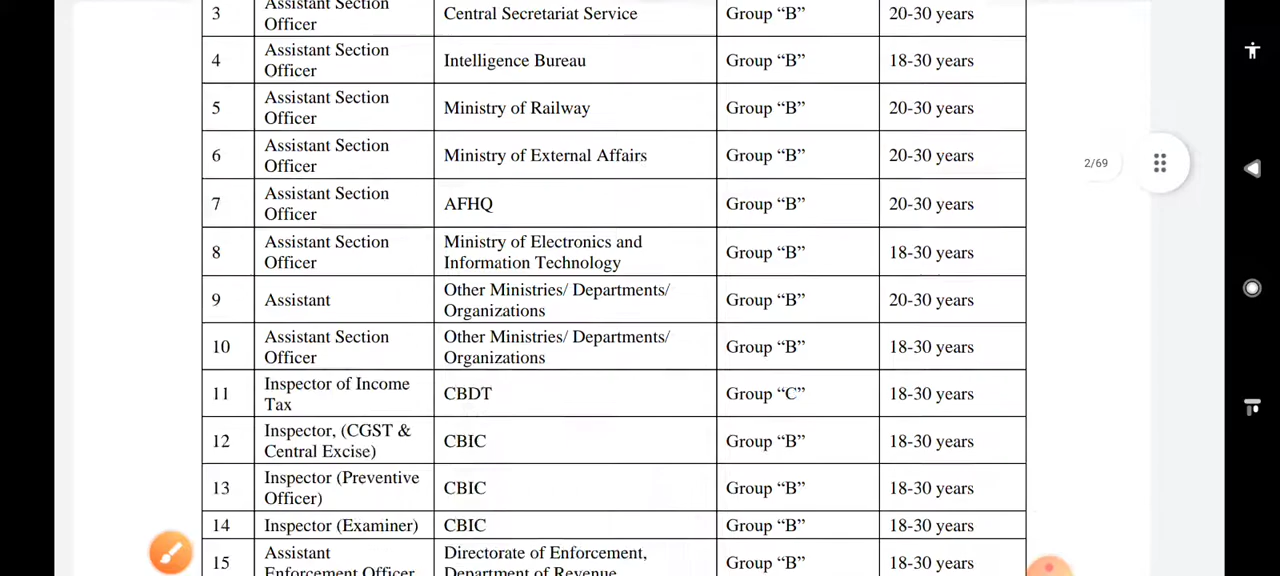 Assistant Section
3 Central Secretariat Service Group “B” 20-30 years
Officer
Assistant Section
4 Intelligence Bureau Group “B” 18-30 years
Officer
Assistant Section
5 Ministry of Railway Group “B” 20-30 years
Officer
Assistant Section
6 Ministry of External Affairs Group “B” 20-30 years
Officer
2/69
Assistant Section
7 AFHQ Group “B” 20-30 years
Officer
Assistant Section Ministry of Electronics and
8 Group “B” 18-30 years
Officer Information Technology
Other Ministries/ Departments/
9 Assistant Group “B” 20-30 years
Organizations
Assistant Section Other Ministries/ Departments/
10 Group “B” 18-30 years
Officer Organizations
Inspector of Income
11 CBDT Group “C” 18-30 years
Tax
Inspector, (CGST &
12 CBIC Group “B” 18-30 years
Central Excise)
Inspector (Preventive
13 CBIC Group “B” 18-30 years
Officer)
14 Inspector (Examiner) CBIC Group “B” 18-30 years
Assistant Directorate of Enforcement,
15 Group “B” 18-30 years
Enforcement Officer Department of Revenue